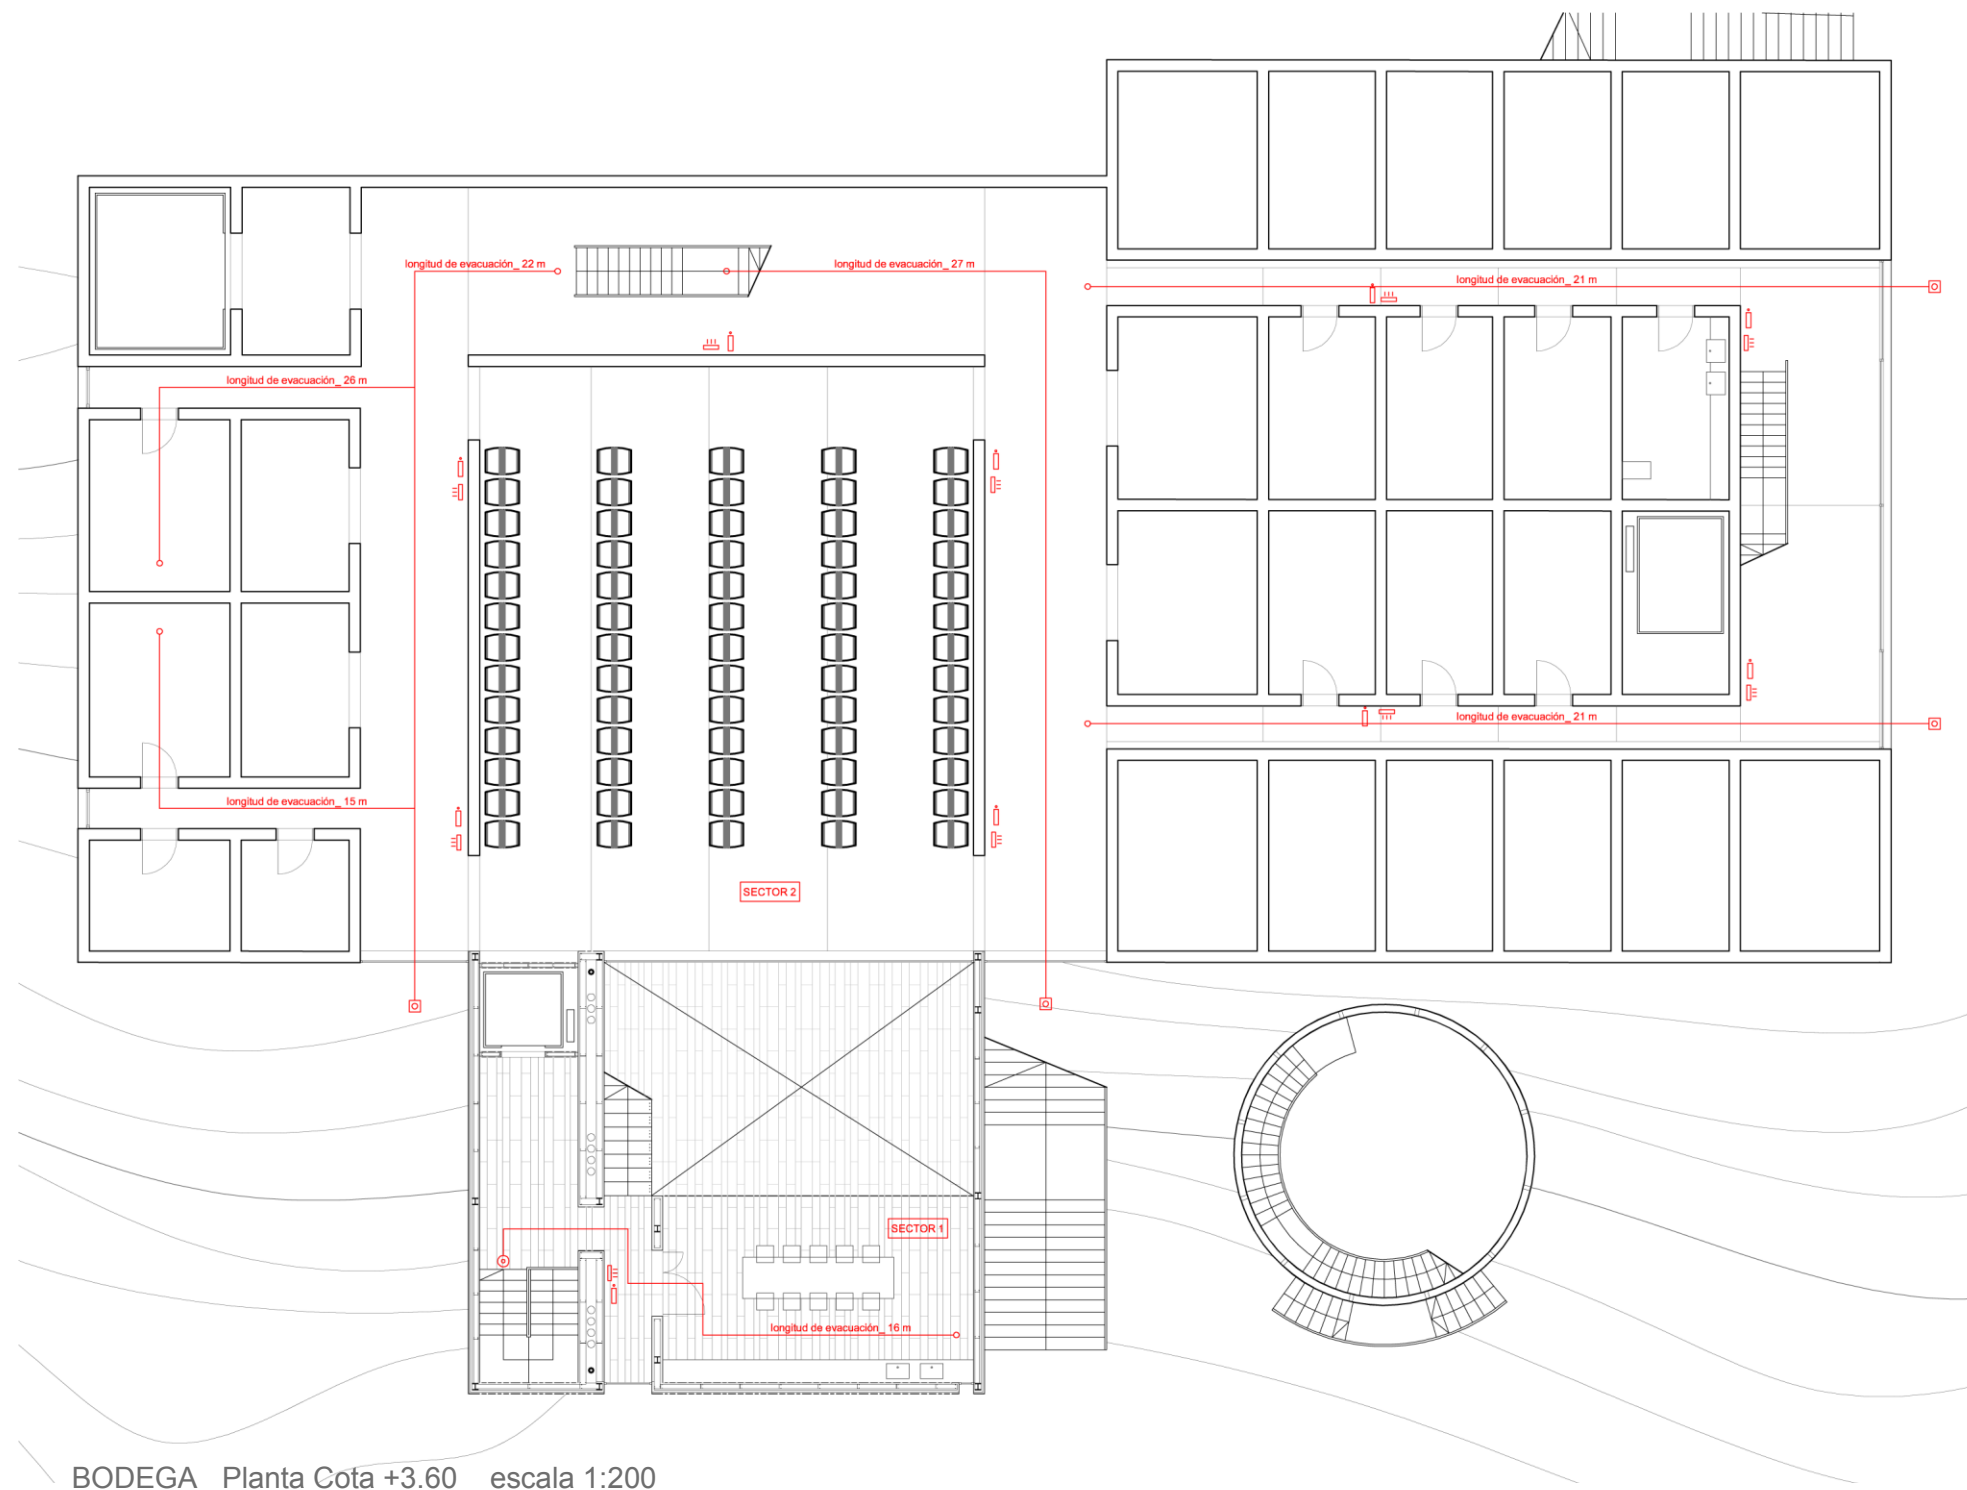 longitud de evacuación_ 22 m
longitud de evacuación_ 27 m
longitud de evacuación_ 21 m
longitud de evacuación_ 26 m
longitud de evacuación_ 21 m
longitud de evacuación_ 15 m
SECTOR 2
SECTOR 1
longitud de evacuación_ 16 m
BODEGA Planta Cota +3.60 escala 1:200